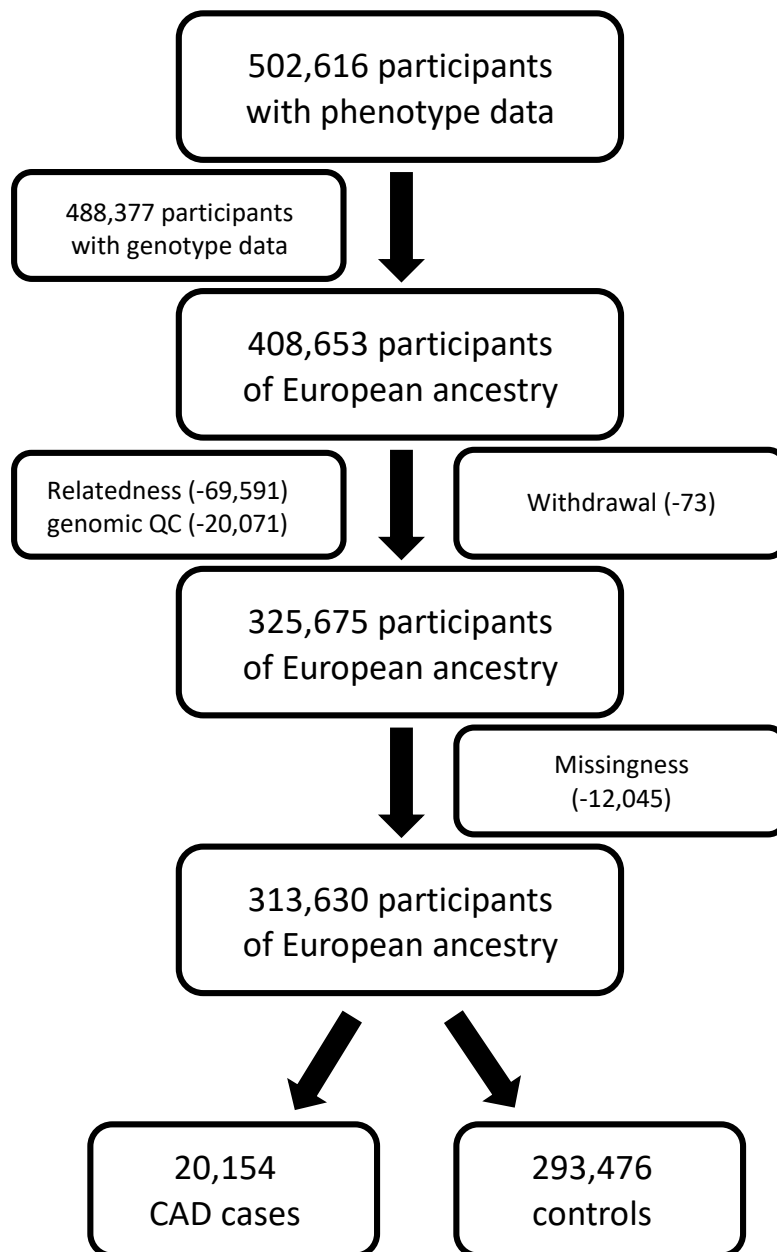 502,616 participants
with phenotype data
488,377 participants
with genotype data
408,653 participants
of European ancestry
Relatedness (-69,591)
genomic QC (-20,071)
Withdrawal (-73)
325,675 participants
of European ancestry
Missingness
(-12,045)
313,630 participants
of European ancestry
20,154
CAD cases
293,476
controls